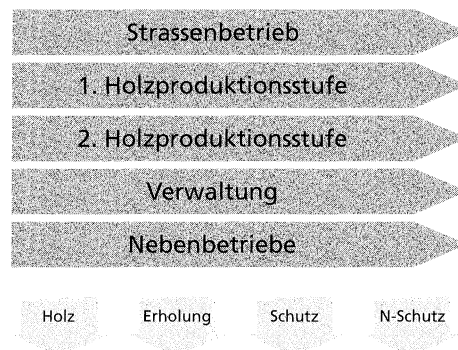 Strassenbetrieb
1. Holzproduktionsstufe
2. Holzproduktionsstufe
Verwaltung
Nebenbetriebe
Holz Erholung Schutz N-Schutz